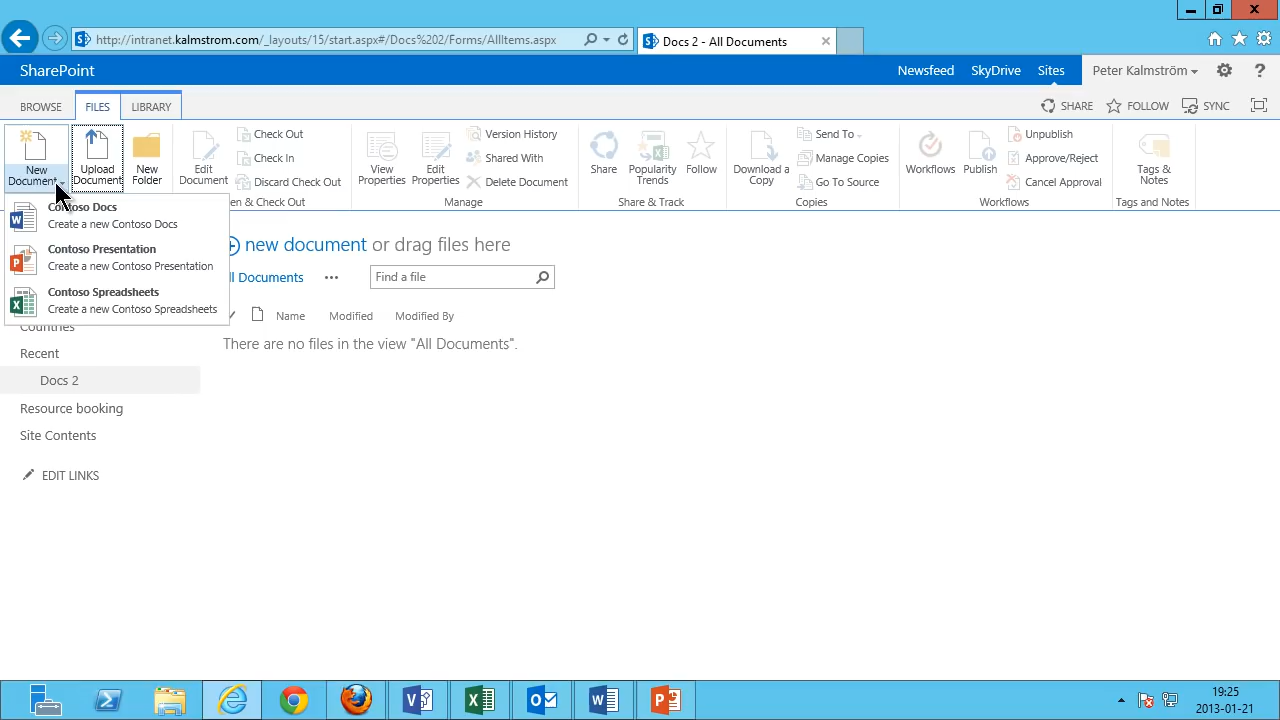 http://intranet.kalmstrom.com/_layouts/15/start.aspx#/Docs%202/Forms/AllItems.aspx
Docs 2 - All Documents
SharePoint
Newsfeed SkyDrive Sites Peter Kalmström ?
BROWSE FILES LIBRARY
SHARE FOLLOW SYNC
New Document
Upload Document
New Folder
Edit Document
Check Out
Check In
Discard Check Out
en & Check Out
View Properties
Edit Properties
Version History
Shared With
Delete Document
Manage
Share
Popularity Trends
Follow
Share & Track
Download a Copy
Send To
Manage Copies
Go To Source
Copies
Workflows
Publish
Unpublish
Approve/Reject
Cancel Approval
Workflows
Tags & Notes
Tags and Notes
Contoso Docs
Create a new Contoso Docs
Contoso Presentation
Create a new Contoso Presentation
Contoso Spreadsheets
Create a new Contoso Spreadsheets
new document or drag files here
ll Documents ... Find a file
Name Modified Modified By
There are no files in the view "All Documents".
Countries
Recent
Docs 2
Resource booking
Site Contents
EDIT LINKS
19:25
2013-01-21